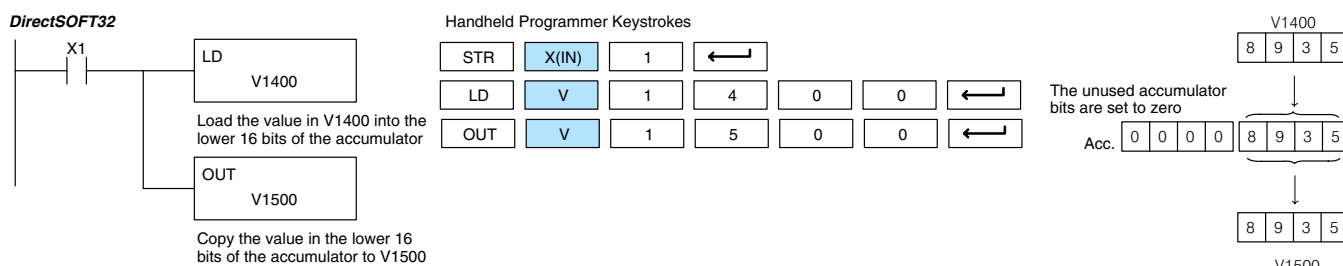 DirectSOFT32
X1
LD
V1400
Load the value in V1400 into the
lower 16 bits of the accumulator
OUT
V1500
Copy the value in the lower 16
bits of the accumulator to V1500
Handheld Programmer Keystrokes
STR X(IN) 1
LD V 1 4 0 0
OUT V 1 5 0 0
V1400
8 9 3 5
The unused accumulator
bits are set to zero
Acc. 0 0 0 0 8 9 3 5
8 9 3 5
V1500